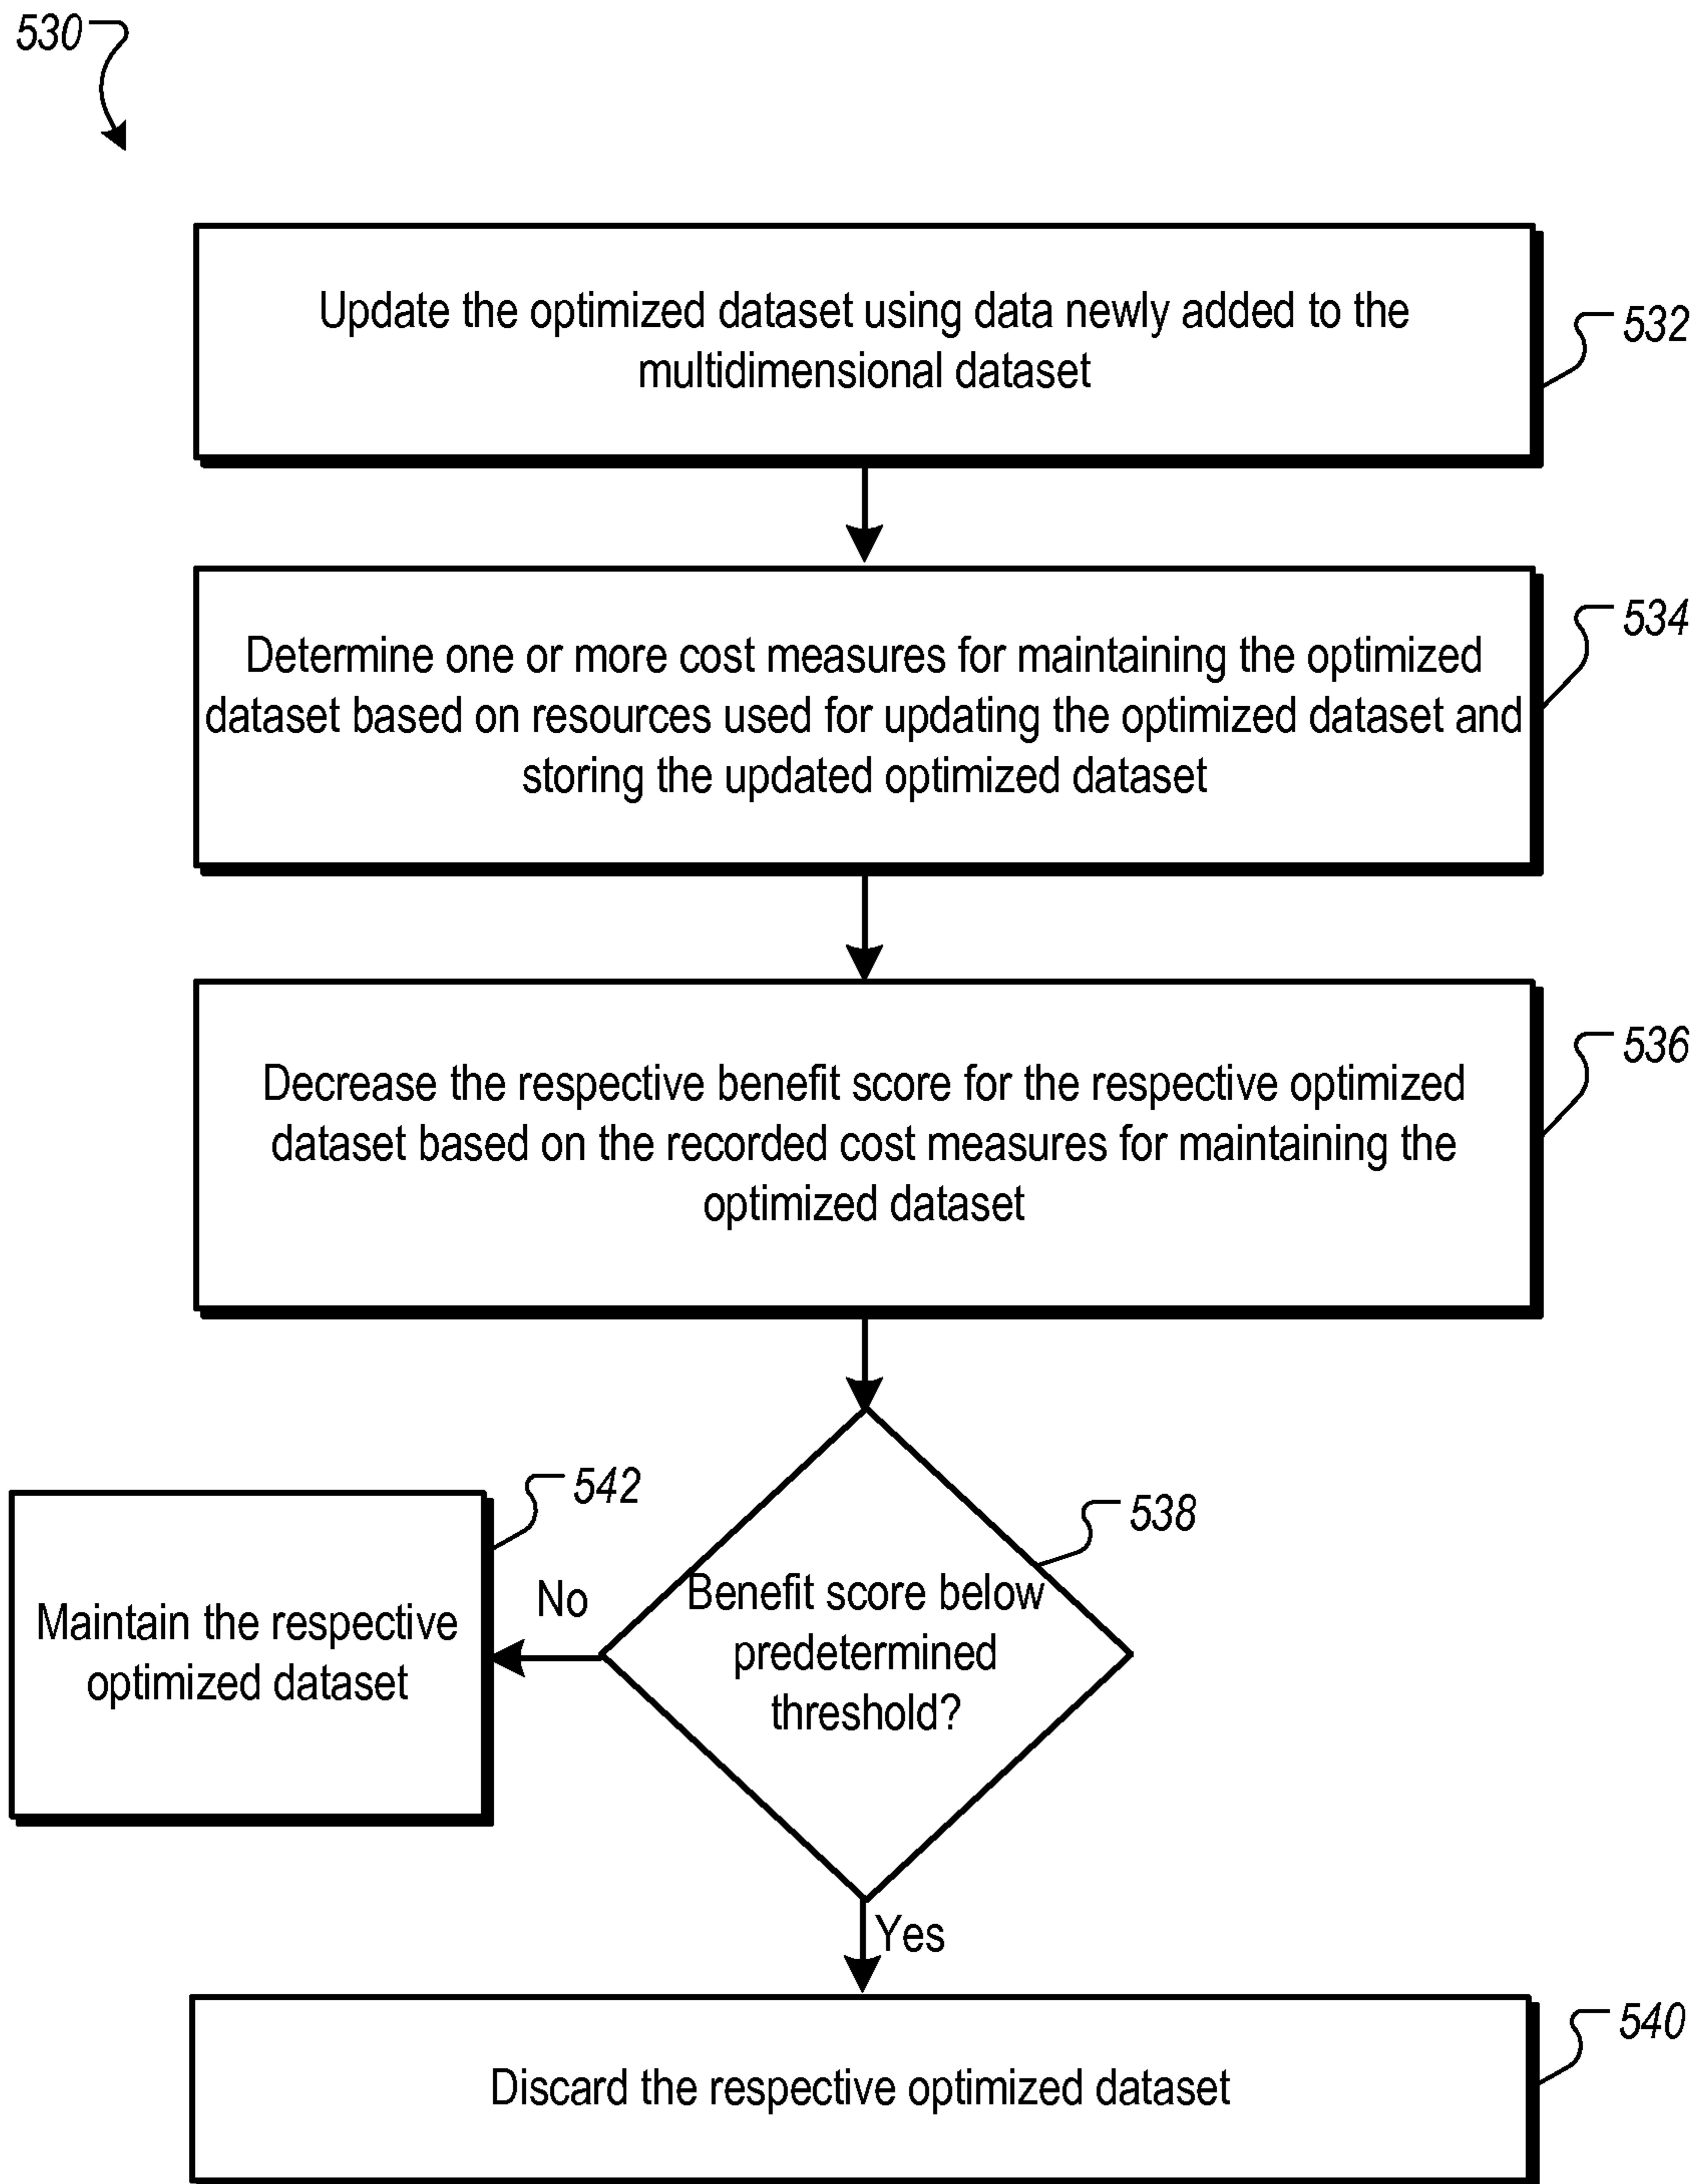 530
Update the optimized dataset using data newly added to the
multidimensional dataset
532
Determine one or more cost measures for maintaining the optimized
dataset based on resources used for updating the optimized dataset and
storing the updated optimized dataset
534
Decrease the respective benefit score for the respective optimized
dataset based on the recorded cost measures for maintaining the
optimized dataset
536
Benefit score below
predetermined
threshold?
538
No
Maintain the respective
optimized dataset
542
Yes
Discard the respective optimized dataset
540